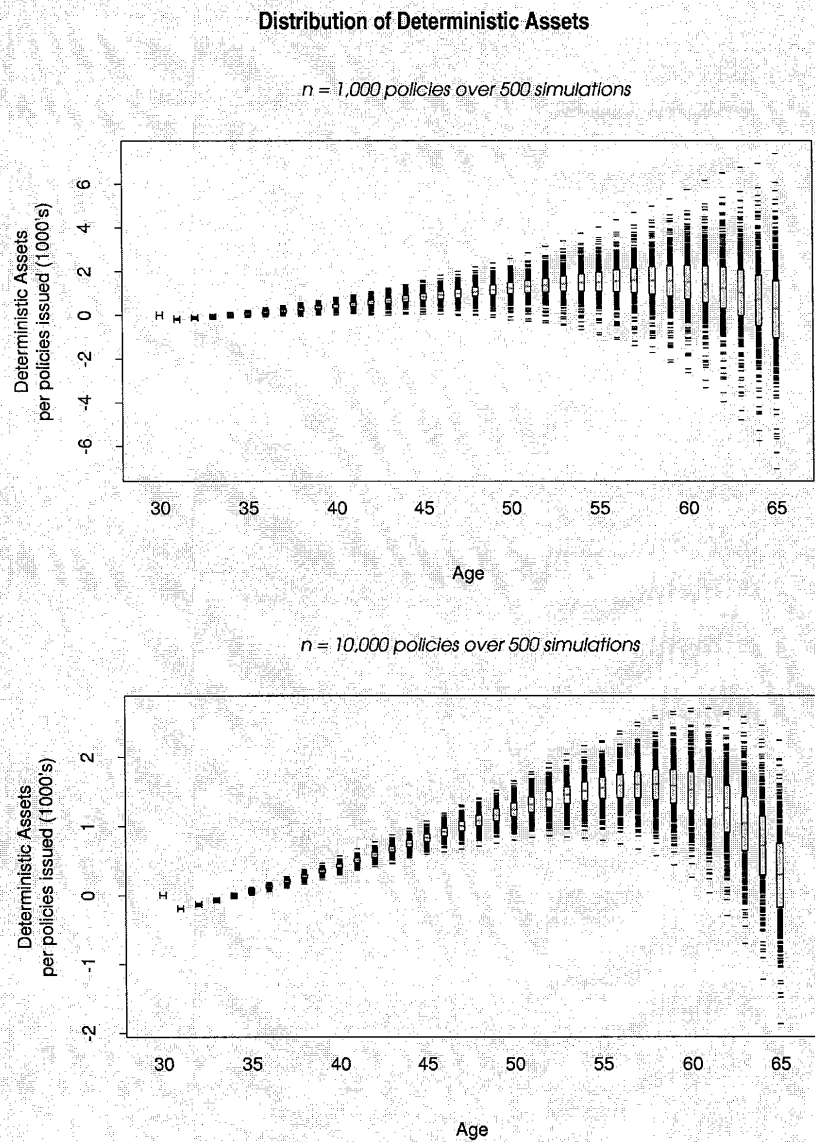 Distribution of Deterministic Assets
n = 1,000 policies over 500 simulations
Deterministic Assets
per policies issued (1000's)
6
4
2
0
-2
-4
-6
30 35 40 45 50 55 60 65
Age
n = 10,000 policies over 500 simulations
Deterministic Assets
per policies issued (1000's)
2
1
0
-1
-2
30 35 40 45 50 55 60 65
Age